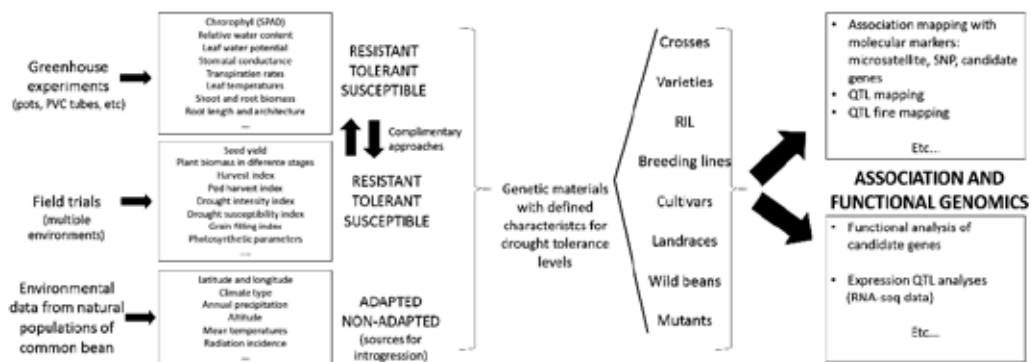 Greenhouse
experiments
(pots, PVC tubes, etc)
Chrorophyll (SPAD)
Relative water content
Leaf water potential
Stomatal conductance
Transpiration rates
Leaf temperatures
Shoot and root biomass
Root length and architecture
...
RESISTANT
TOLERANT
SUSCEPTIBLE
Complimentary
approaches
Field trials
(multiple
environments)
Seed yield
Plant biomass in diference stages
Harvest index
Pod harvest index
Drought intensity index
Drought susceptibility index
Grain filling index
Photosynthetic parameters
....
RESISTANT
TOLERANT
SUSCEPTIBLE
Environmental
data from natural
populations of
common bean
Latitude and longitude
Climate type
Annual precipitation
Altitude
Mear temperatures
Radiation incidence
...
ADAPTED
NON-ADAPTED
(sources for
introgression)
Genetic materials
with defined
characteristcs for
drought tolerance
levels
Crosses
Varieties
RIL
Breeding lines
Cultivars
Landraces
Wild beans
Mutants
• Association mapping with
molecular markers:
microsatellite, SNP, candidate
genes
• QTL mapping
• QTL fine mapping
Etc...
ASSOCIATION AND
FUNCTIONAL GENOMICS
• Functional analysis of
candidate genes
• Expression QTL analyses
(RNA-seq data)
Etc...